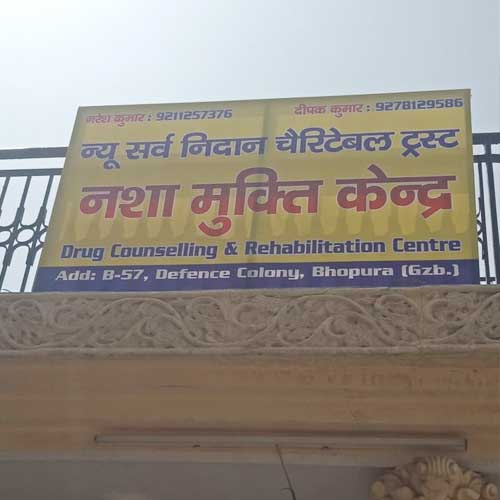 नरेश कुमार : 9211257376 दीपक कुमार : 9278129586
न्यू सर्व निदान चैरिटेबल ट्रस्ट
नशा मुक्ति केन्द्र
Drug Counselling & Rehabilitation Centre
Add: B-57, Defence Colony, Bhopura (Gzb.)